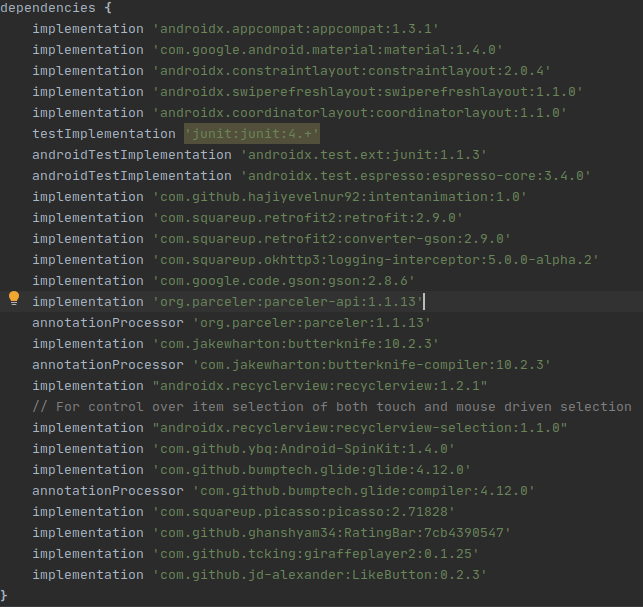 dependencies {
    implementation 'androidx.appcompat:appcompat:1.3.1'
    implementation 'com.google.android.material:material:1.4.0'
    implementation 'androidx.constraintlayout:constraintlayout:2.0.4'
    implementation 'androidx.swiperefreshlayout:swiperefreshlayout:1.1.0'
    implementation 'androidx.coordinatorlayout:coordinatorlayout:1.1.0'
    testImplementation 'junit:junit:4.+'
    androidTestImplementation 'androidx.test.ext:junit:1.1.3'
    androidTestImplementation 'androidx.test.espresso:espresso-core:3.4.0'
    implementation 'com.github.hajiyevelnur92:intentanimation:1.0'
    implementation 'com.squareup.retrofit2:retrofit:2.9.0'
    implementation 'com.squareup.retrofit2:converter-gson:2.9.0'
    implementation 'com.squareup.okhttp3:logging-interceptor:5.0.0-alpha.2'
    implementation 'com.google.code.gson:gson:2.8.6'
    implementation 'org.parceler:parceler-api:1.1.13'
    annotationProcessor 'org.parceler:parceler:1.1.13'
    implementation 'com.jakewharton:butterknife:10.2.3'
    annotationProcessor 'com.jakewharton:butterknife-compiler:10.2.3'
    implementation "androidx.recyclerview:recyclerview:1.2.1"
    // For control over item selection of both touch and mouse driven selection
    implementation "androidx.recyclerview:recyclerview-selection:1.1.0"
    implementation 'com.github.ybq:Android-SpinKit:1.4.0'
    implementation 'com.github.bumptech.glide:glide:4.12.0'
    annotationProcessor 'com.github.bumptech.glide:compiler:4.12.0'
    implementation 'com.squareup.picasso:picasso:2.71828'
    implementation 'com.github.ghanshyam34:RatingBar:7cb4390547'
    implementation 'com.github.tcking:giraffeplayer2:0.1.25'
    implementation 'com.github.jd-alexander:LikeButton:0.2.3'
}